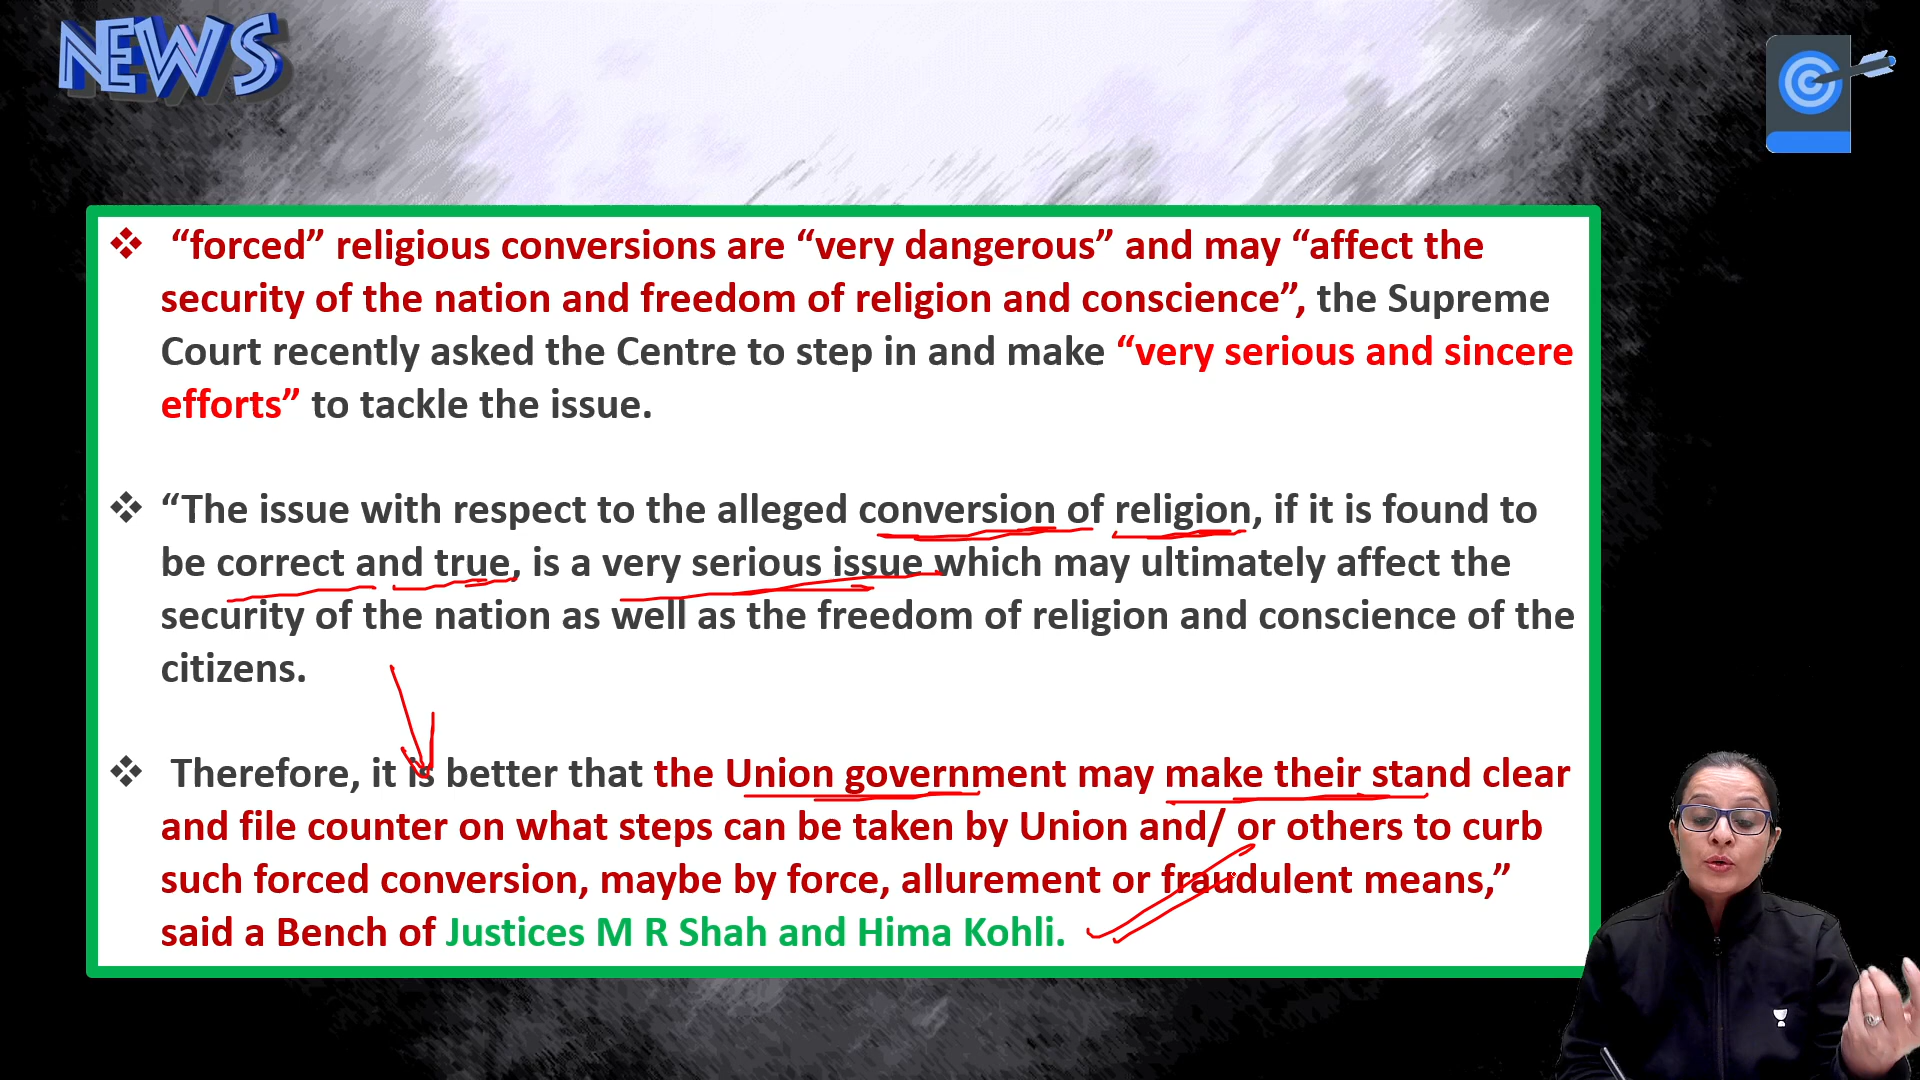 NEWS
“forced” religious conversions are “very dangerous” and may “affect the
security of the nation and freedom of religion and conscience”, the Supreme
Court recently asked the Centre to step in and make “very serious and sincere
efforts” to tackle the issue.
“The issue with respect to the alleged conversion of religion, if it is found to
be correct and true, is a very serious issue which may ultimately affect the
security of the nation as well as the freedom of religion and conscience of the
citizens.
Therefore, it is better that the Union government may make their stand clear
and file counter on what steps can be taken by Union and/ or others to curb
such forced conversion, maybe by force, allurement or fraudulent means,”
said a Bench of Justices M R Shah and Hima Kohli.